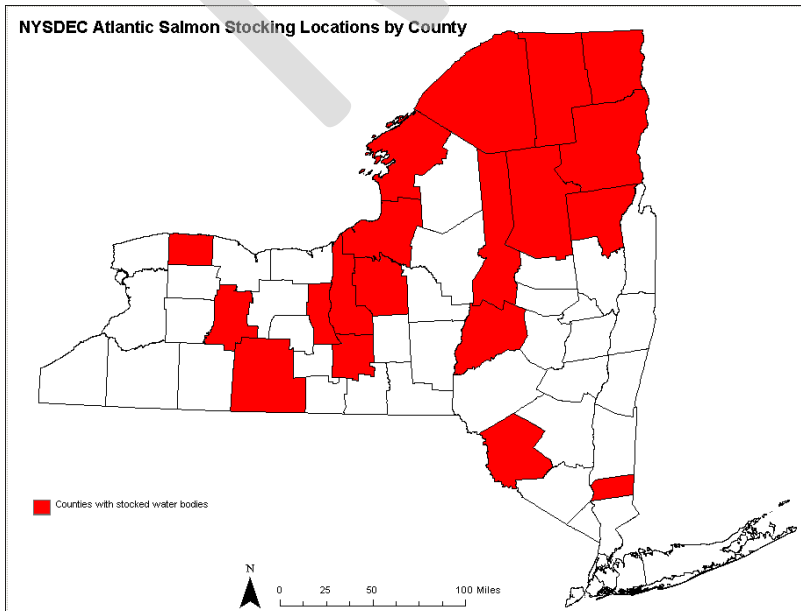 NYSDEC Atlantic Salmon Stocking Locations by County
Counties with stocked water bodies
N
0 25 50 100 Miles